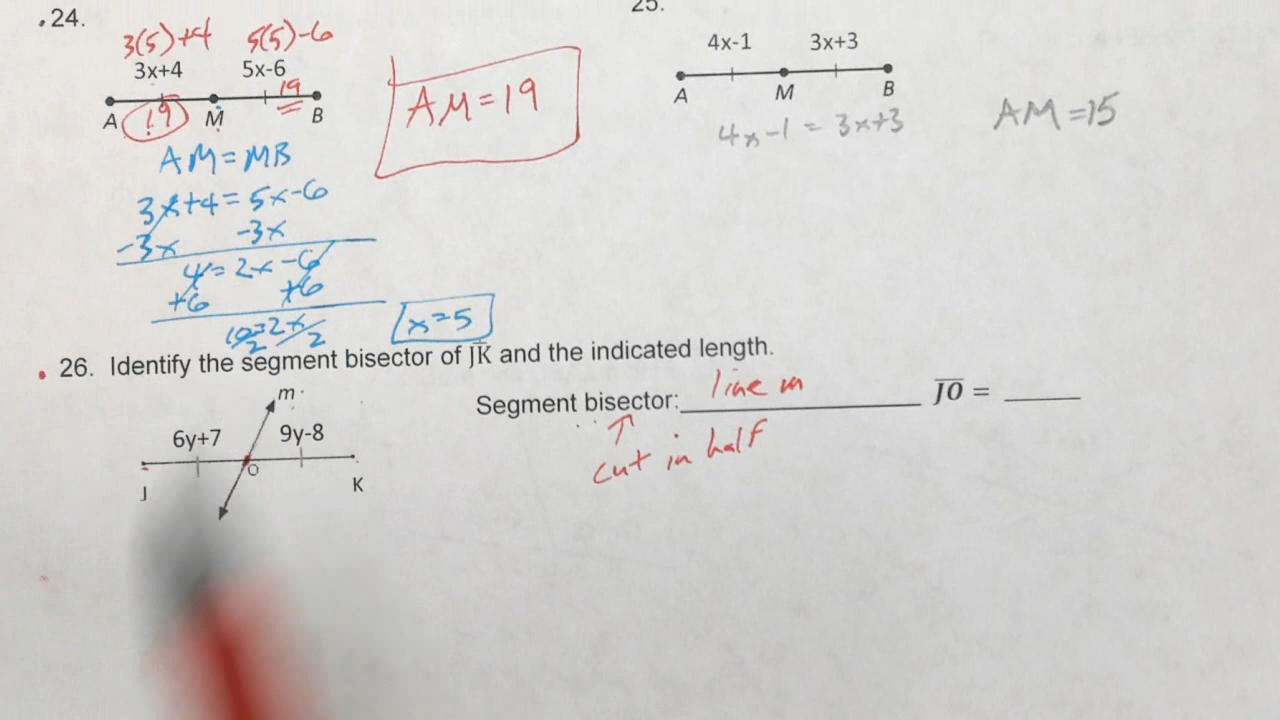 24.
3(5)+4 5(5)-6
3x+4 5x-6
19
A 19 M B
AM = 19
AM = MB
3x+4 = 5x-6
-3x -3x
4 = 2x -6
+6 +6
10=2x
2 2
x=5
25.
4x-1 3x+3
A M B
4x-1 = 3x+3
AM =15
26. Identify the segment bisector of JK and the indicated length.
m
6y+7 9y-8
J O K
Segment bisector: line m JO = ____
cut in half